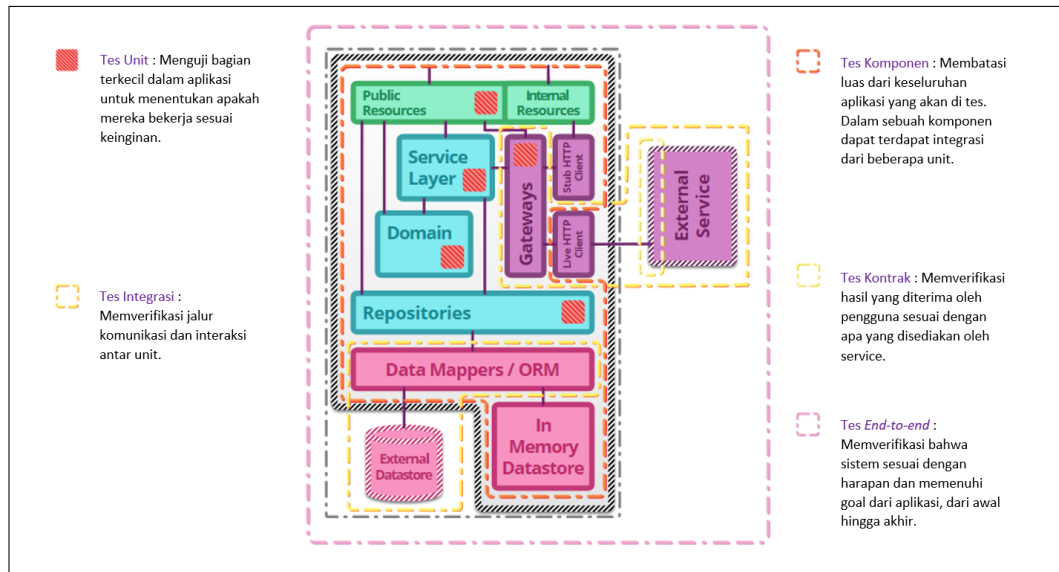 Tes Unit : Menguji bagian
terkecil dalam aplikasi
untuk menentukan apakah
mereka bekerja sesuai
keinginan.
Tes Integrasi :
Memverifikasi jalur
komunikasi dan interaksi
antar unit.
Public
Resources
Internal
Resources
Service
Layer
Domain
Gateways
Stub HTTP
Client
Live HTTP
Client
External
Service
Repositories
Data Mappers / ORM
External
Datastore
In
Memory
Datastore
Tes Komponen : Membatasi
luas dari keseluruhan
aplikasi yang akan di tes.
Dalam sebuah komponen
dapat terdapat integrasi
dari beberapa unit.
Tes Kontrak : Memverifikasi
hasil yang diterima oleh
pengguna sesuai dengan
apa yang disediakan oleh
service.
Tes End-to-end :
Memverifikasi bahwa
sistem sesuai dengan
harapan dan memenuhi
goal dari aplikasi, dari awal
hingga akhir.